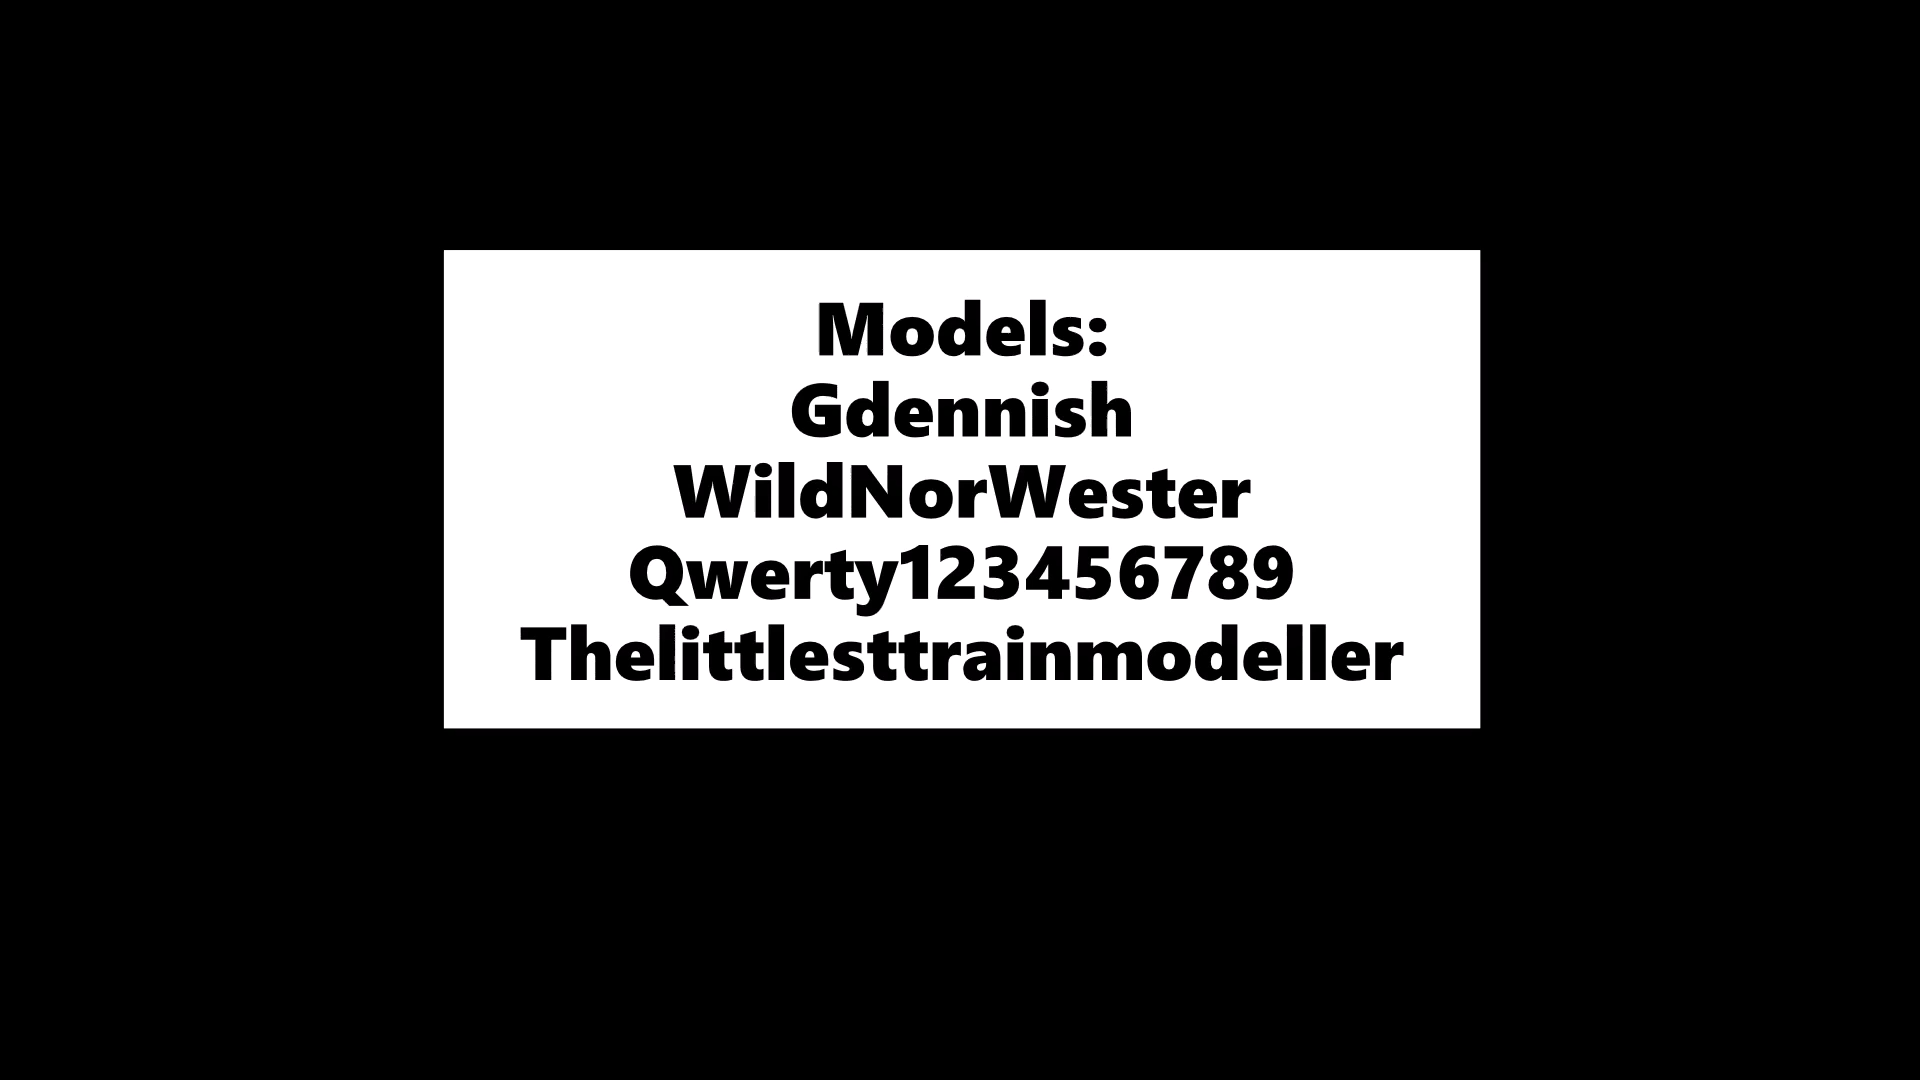 Models:
Gdennish
WildNorWester
Qwerty123456789
Thelittlesttrainmodeller